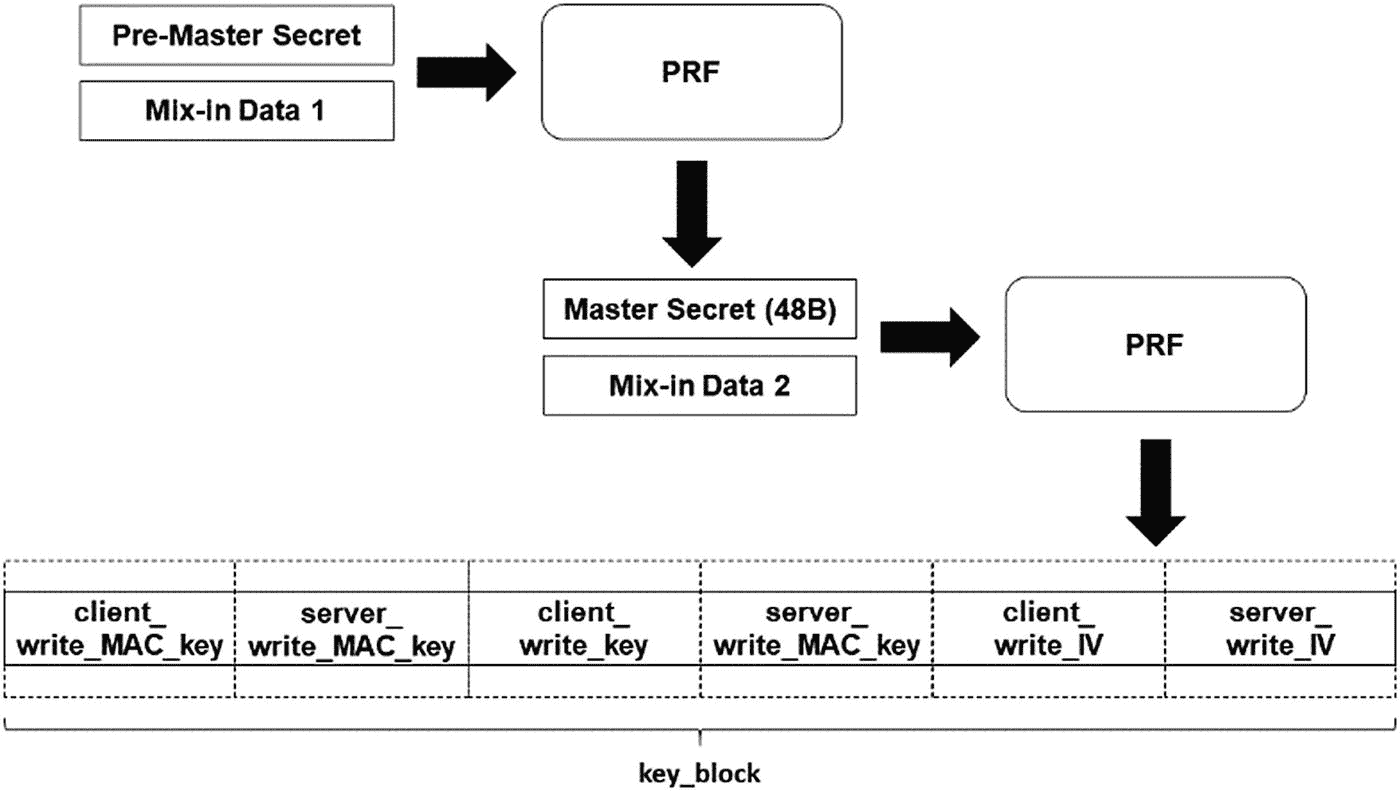 Pre-Master Secret
Mix-in Data 1
PRF
Master Secret (48B)
Mix-in Data 2
PRF
client_
write_MAC_key
server_
write_MAC_key
client_
write_key
server_
write_MAC_key
client_
write_IV
server_
write_IV
key_block